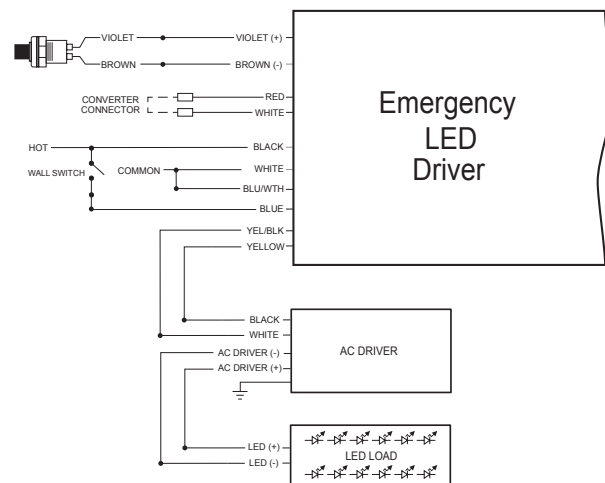 VIOLET VIOLET (+)
BROWN BROWN (-)
CONVERTER
CONNECTOR
RED
WHITE
HOT BLACK
WALL SWITCH
COMMON WHITE
BLU/WTH
BLUE
YEL/BLK
YELLOW
Emergency
LED
Driver
BLACK
WHITE
AC DRIVER (-)
AC DRIVER (+)
AC DRIVER
LED (+)
LED (-)
LED LOAD